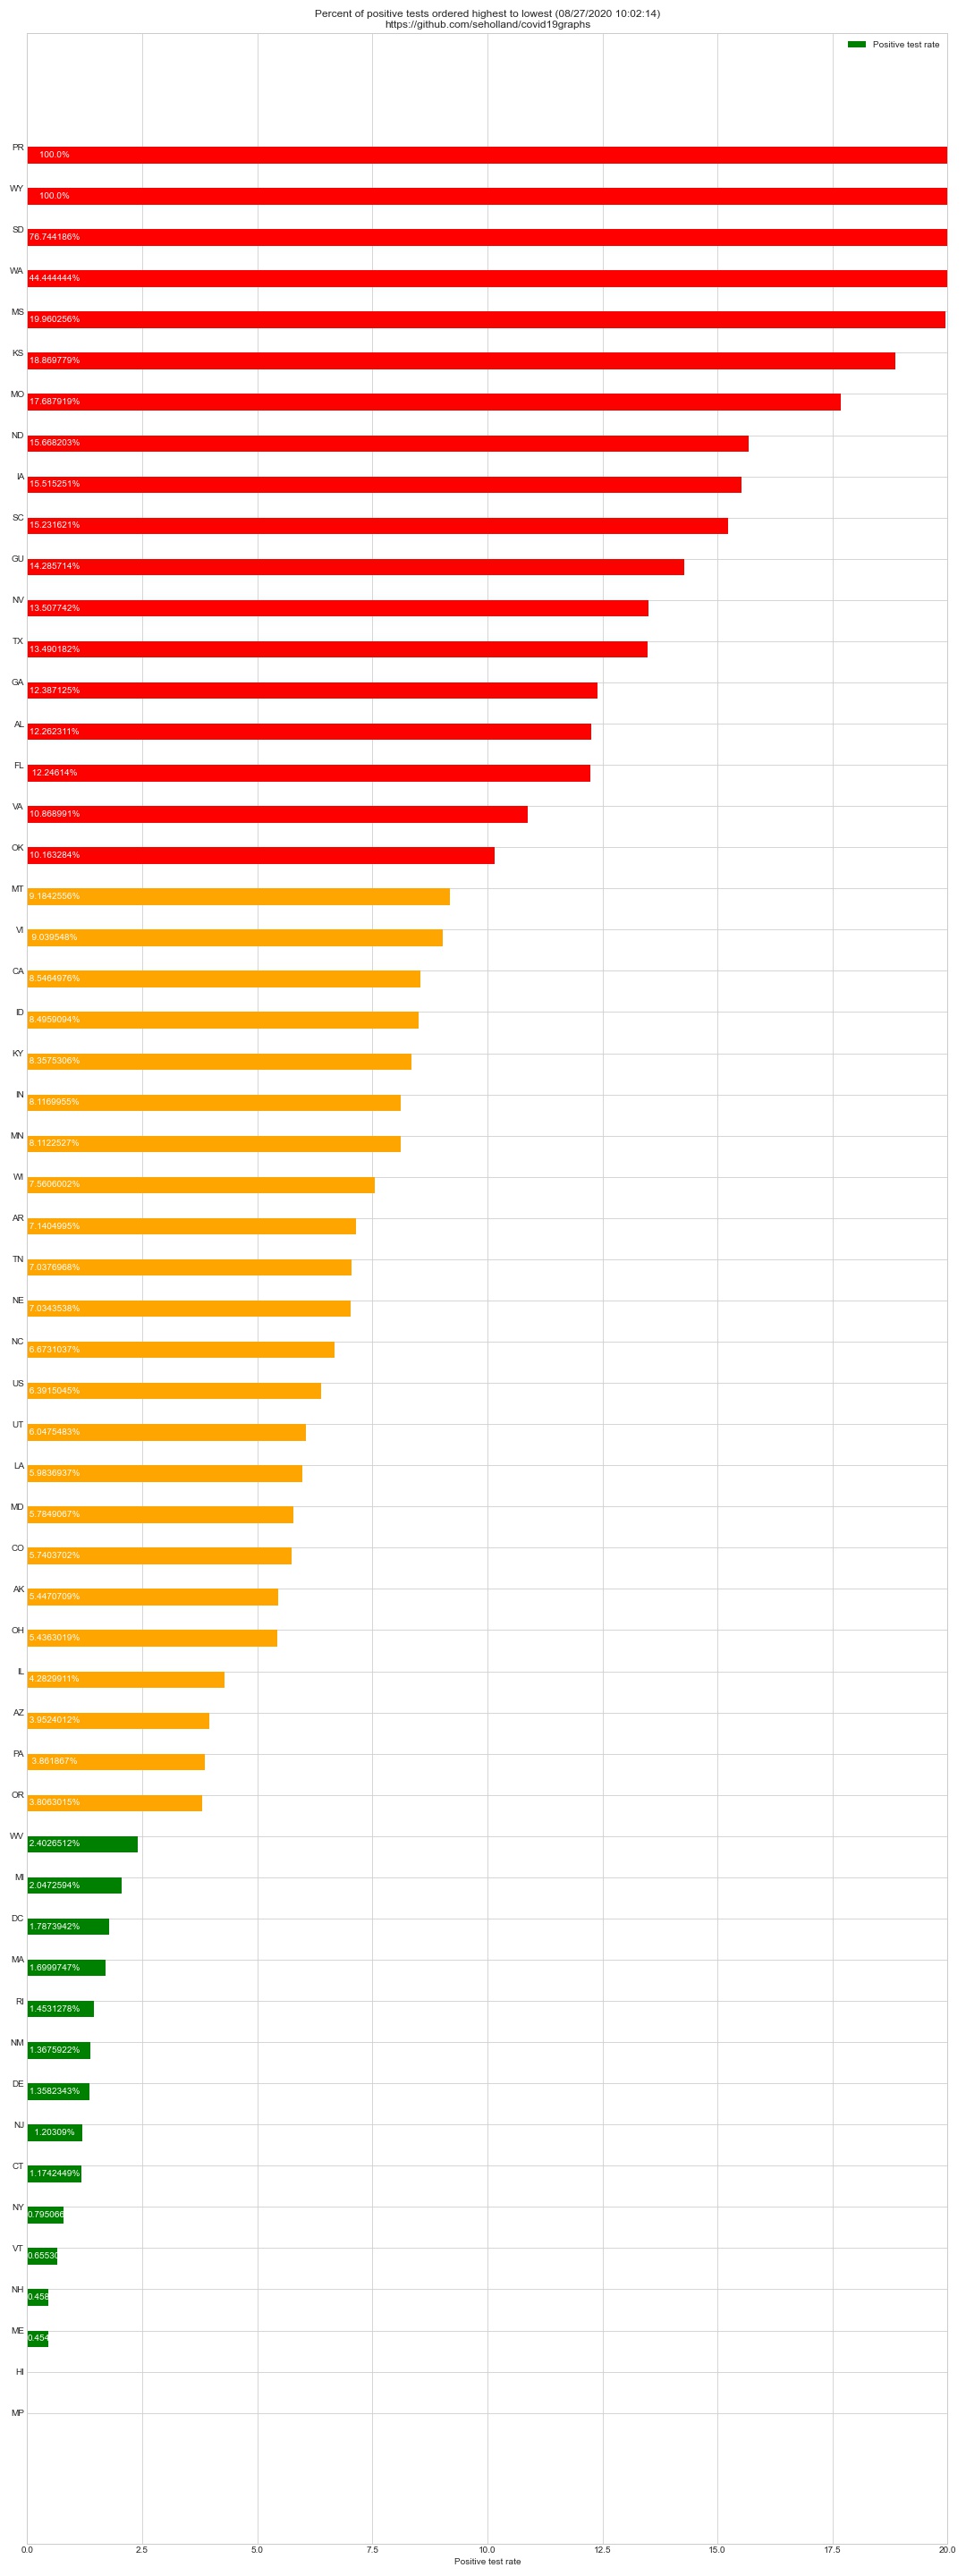 Percent of positive tests ordered highest to lowest (08/27/2020 10:02:14)
https://github.com/seholland/covid19graphs
Positive test rate
PR 100.0%
WY 100.0%
SD 76.744186%
WA 44.444444%
MS 19.960256%
KS 18.869779%
MO 17.687919%
ND 15.668203%
IA 15.515251%
SC 15.231621%
GU 14.285714%
NV 13.507742%
TX 13.490182%
GA 12.387125%
AL 12.262311%
FL 12.24614%
VA 10.868991%
OK 10.163284%
MT 9.1842556%
VI 9.039548%
CA 8.5464976%
ID 8.4959094%
KY 8.3575306%
IN 8.1169955%
MN 8.1122527%
WI 7.5606002%
AR 7.1404995%
TN 7.0376968%
NE 7.0343538%
NC 6.6731037%
US 6.3915045%
UT 6.0475483%
LA 5.9836937%
MD 5.7849067%
CO 5.7403702%
AK 5.4470709%
OH 5.4383019%
IL 4.2829911%
AZ 3.9524012%
PA 3.861867%
OR 3.8063015%
WV 2.4026512%
MI 2.0472594%
DC 1.7873942%
MA 1.6999747%
RI 1.4531278%
NM 1.3675922%
DE 1.3582343%
NJ 1.20309%
CT 1.1742449%
NY 0.795066
VT 0.6553
NH 0.458
ME 0.454
HI
MP
0.0 2.5 5.0 7.5 10.0 12.5 15.0 17.5 20.0
Positive test rate